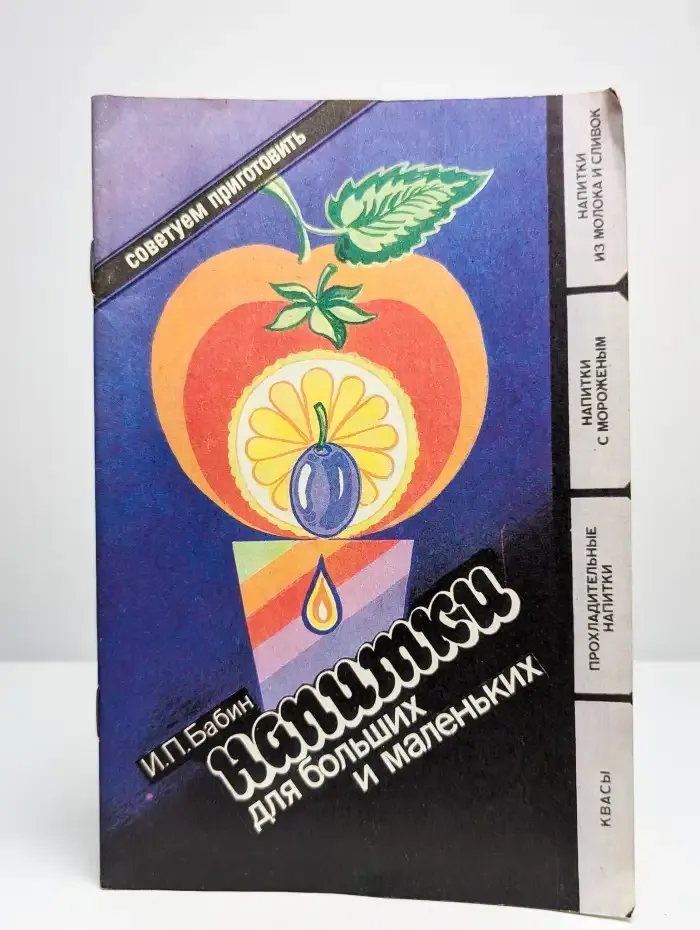 советуем приготовить
И.П.Бабин
напитки
для больших
и маленьких
НАПИТКИ
ИЗ МОЛОКА И СЛИВОК
НАПИТКИ
С МОРОЖЕНЫМ
ПРОХЛАДИТЕЛЬНЫЕ
НАПИТКИ
КВАСЫ